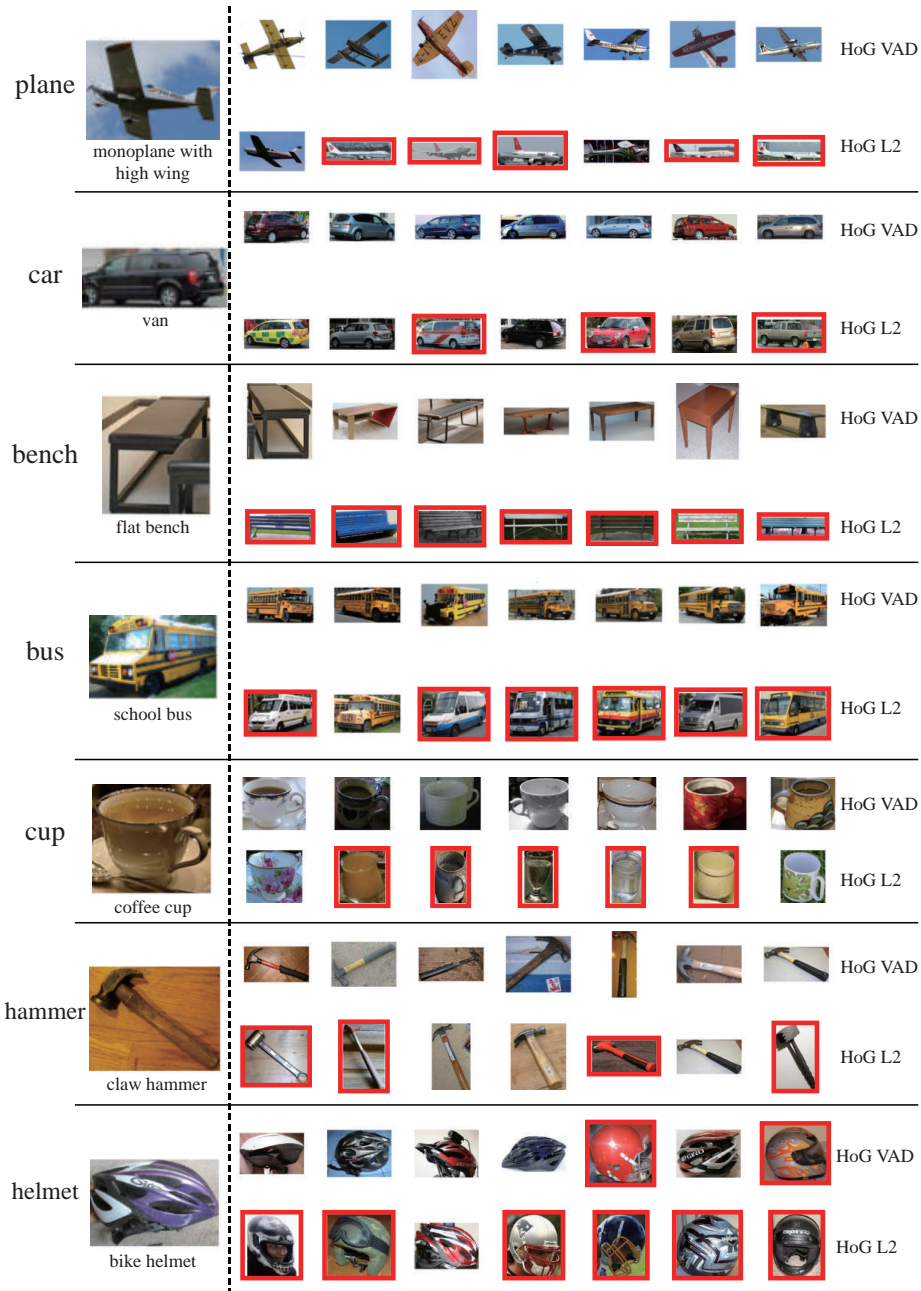 HoG VAD
plane
monoplane with
high wing
HoG L2
HoG VAD
car
van
HoG L2
HoG VAD
bench
flat bench
HoG L2
HoG VAD
bus
school bus
HoG L2
HoG VAD
cup
coffee cup
HoG L2
HoG VAD
hammer
claw hammer
HoG L2
HoG VAD
helmet
bike helmet
HoG L2